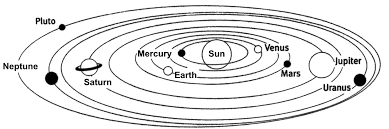 Pluto
Mercury
Sun
Venus
Jupiter
Neptune
Earth
Mars
Saturn
Uranus